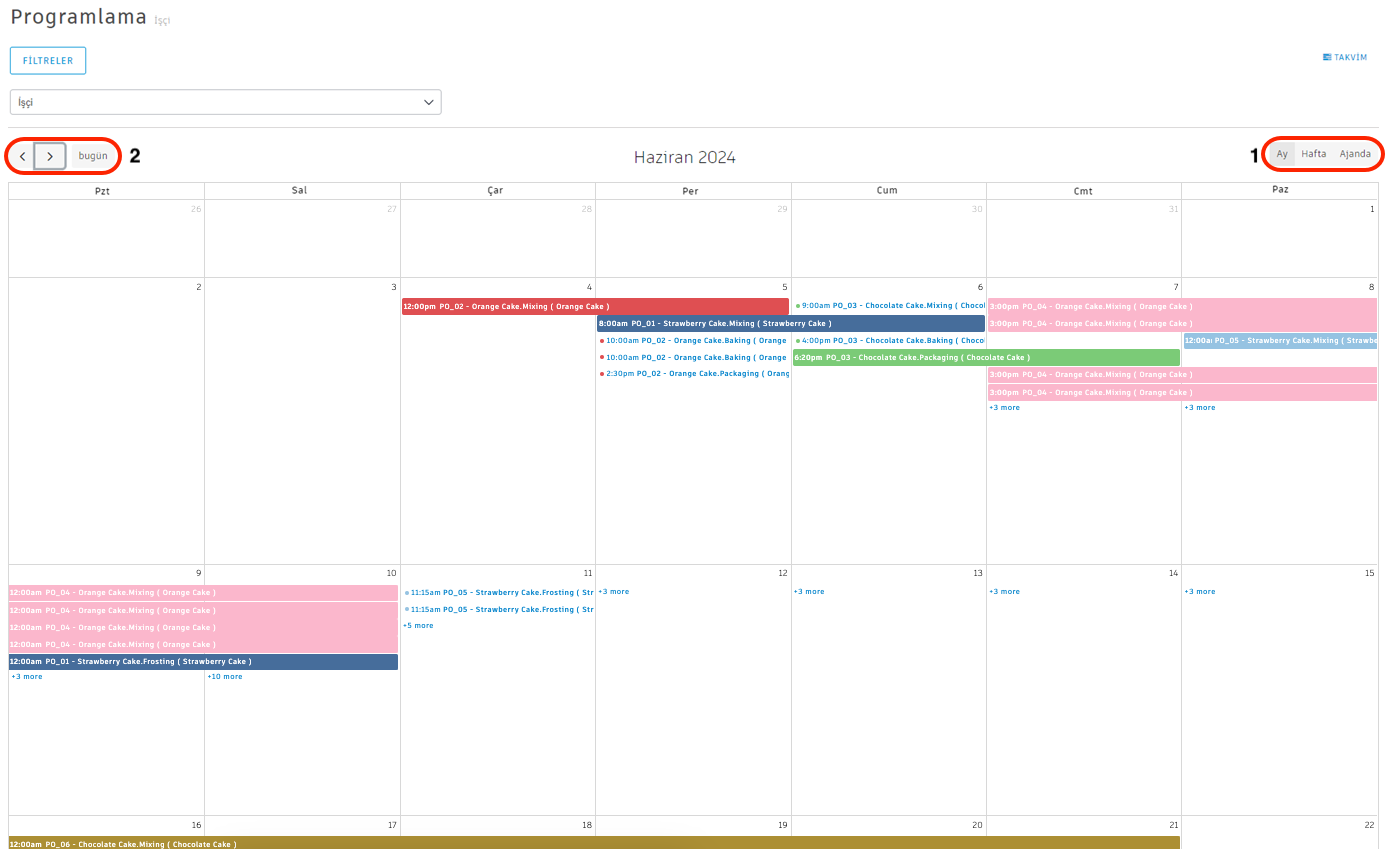 Programlama İşçi
FİLTRELER
TAKVİM
İşçi
bugün 2
Haziran 2024
1 Ay Hafta Ajanda
Pzt Sal Çar Per Cum Cmt Paz
26 27 28 29 30 31 1
2 3 4 5 6 7 8
12:00pm PO_02 - Orange Cake.Mixing ( Orange Cake ) 9:00am PO_03 - Chocolate Cake.Mixing ( Chocol 3:00pm PO_04 - Orange Cake.Mixing ( Orange Cake )
8:00am PO_01 - Strawberry Cake.Mixing ( Strawberry Cake ) 3:00pm PO_04 - Orange Cake.Mixing ( Orange Cake )
10:00am PO_02 - Orange Cake.Baking ( Orange 4:00pm PO_03 - Chocolate Cake.Baking ( Choco 12:00a PO_05 - Strawberry Cake.Mixing ( Strawbe
10:00am PO_02 - Orange Cake.Baking ( Orange 6:20pm PO_03 - Chocolate Cake.Packaging ( Chocolate Cake )
2:30pm PO_02 - Orange Cake.Packaging ( Orang 3:00pm PO_04 - Orange Cake.Mixing ( Orange Cake )
3:00pm PO_04 - Orange Cake.Mixing ( Orange Cake )
+3 more +3 more
9 10 11 12 13 14 15
12:00am PO_04 - Orange Cake.Mixing ( Orange Cake ) 11:15am PO_05 - Strawberry Cake.Frosting ( Str +3 more +3 more +3 more +3 more
12:00am PO_04 - Orange Cake.Mixing ( Orange Cake ) 11:15am PO_05 - Strawberry Cake.Frosting ( Str
12:00am PO_04 - Orange Cake.Mixing ( Orange Cake ) +5 more
12:00am PO_04 - Orange Cake.Mixing ( Orange Cake )
12:00am PO_01 - Strawberry Cake.Frosting ( Strawberry Cake )
+3 more +10 more
16 17 18 19 20 21 22
12:00am PO_06 - Chocolate Cake.Mixing ( Chocolate Cake )